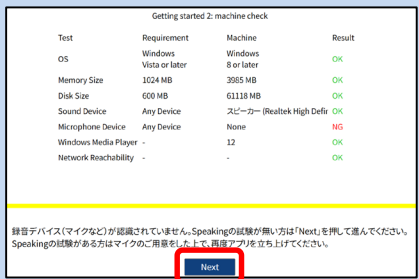 Getting started 2: machine check
Test Requirement Machine Result
OS Windows Vista or later Windows 8 or later OK
Memory Size 1024 MB 3985 MB OK
Disk Size 600 MB 61118 MB OK
Sound Device Any Device スピーカー (Realtek High Defir OK
Microphone Device Any Device None NG
Windows Media Player - 12 OK
Network Reachability - - OK
録音デバイス(マイクなど)が認識されていません。Speakingの試験が無い方は「Next」を押して進んでください。
Speakingの試験がある方はマイクのご用意をした上で、再度アプリを立ち上げてください。
Next